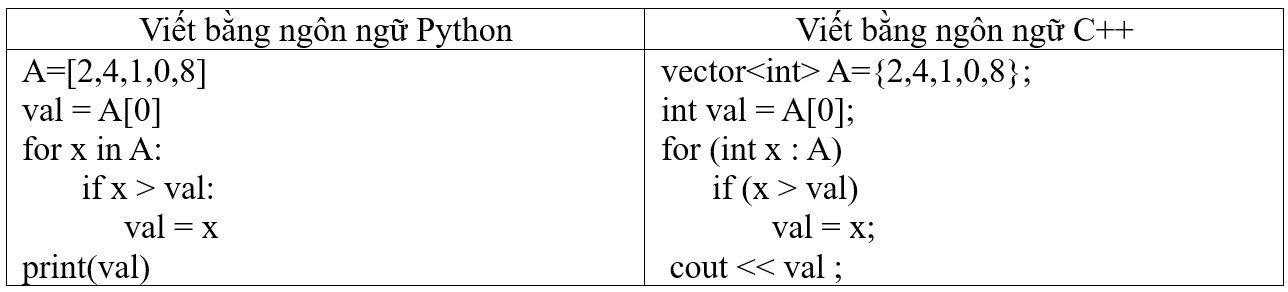 Viết bằng ngôn ngữ Python
A=[2,4,1,0,8]
val = A[0]
for x in A:
if x > val:
val = x
print(val)
Viết bằng ngôn ngữ C++
vector<int> A={2,4,1,0,8};
int val = A[0];
for (int x : A)
if (x > val)
val = x;
cout << val ;